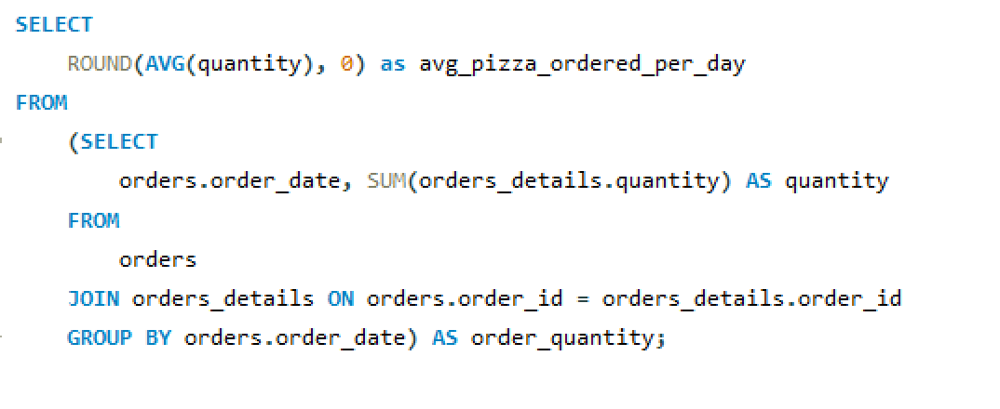 SELECT
ROUND(AVG(quantity), 0) as avg_pizza_ordered_per_day
FROM
(SELECT
orders.order_date, SUM(orders_details.quantity) AS quantity
FROM
orders
JOIN orders_details ON orders.order_id = orders_details.order_id
GROUP BY orders.order_date) AS order_quantity;